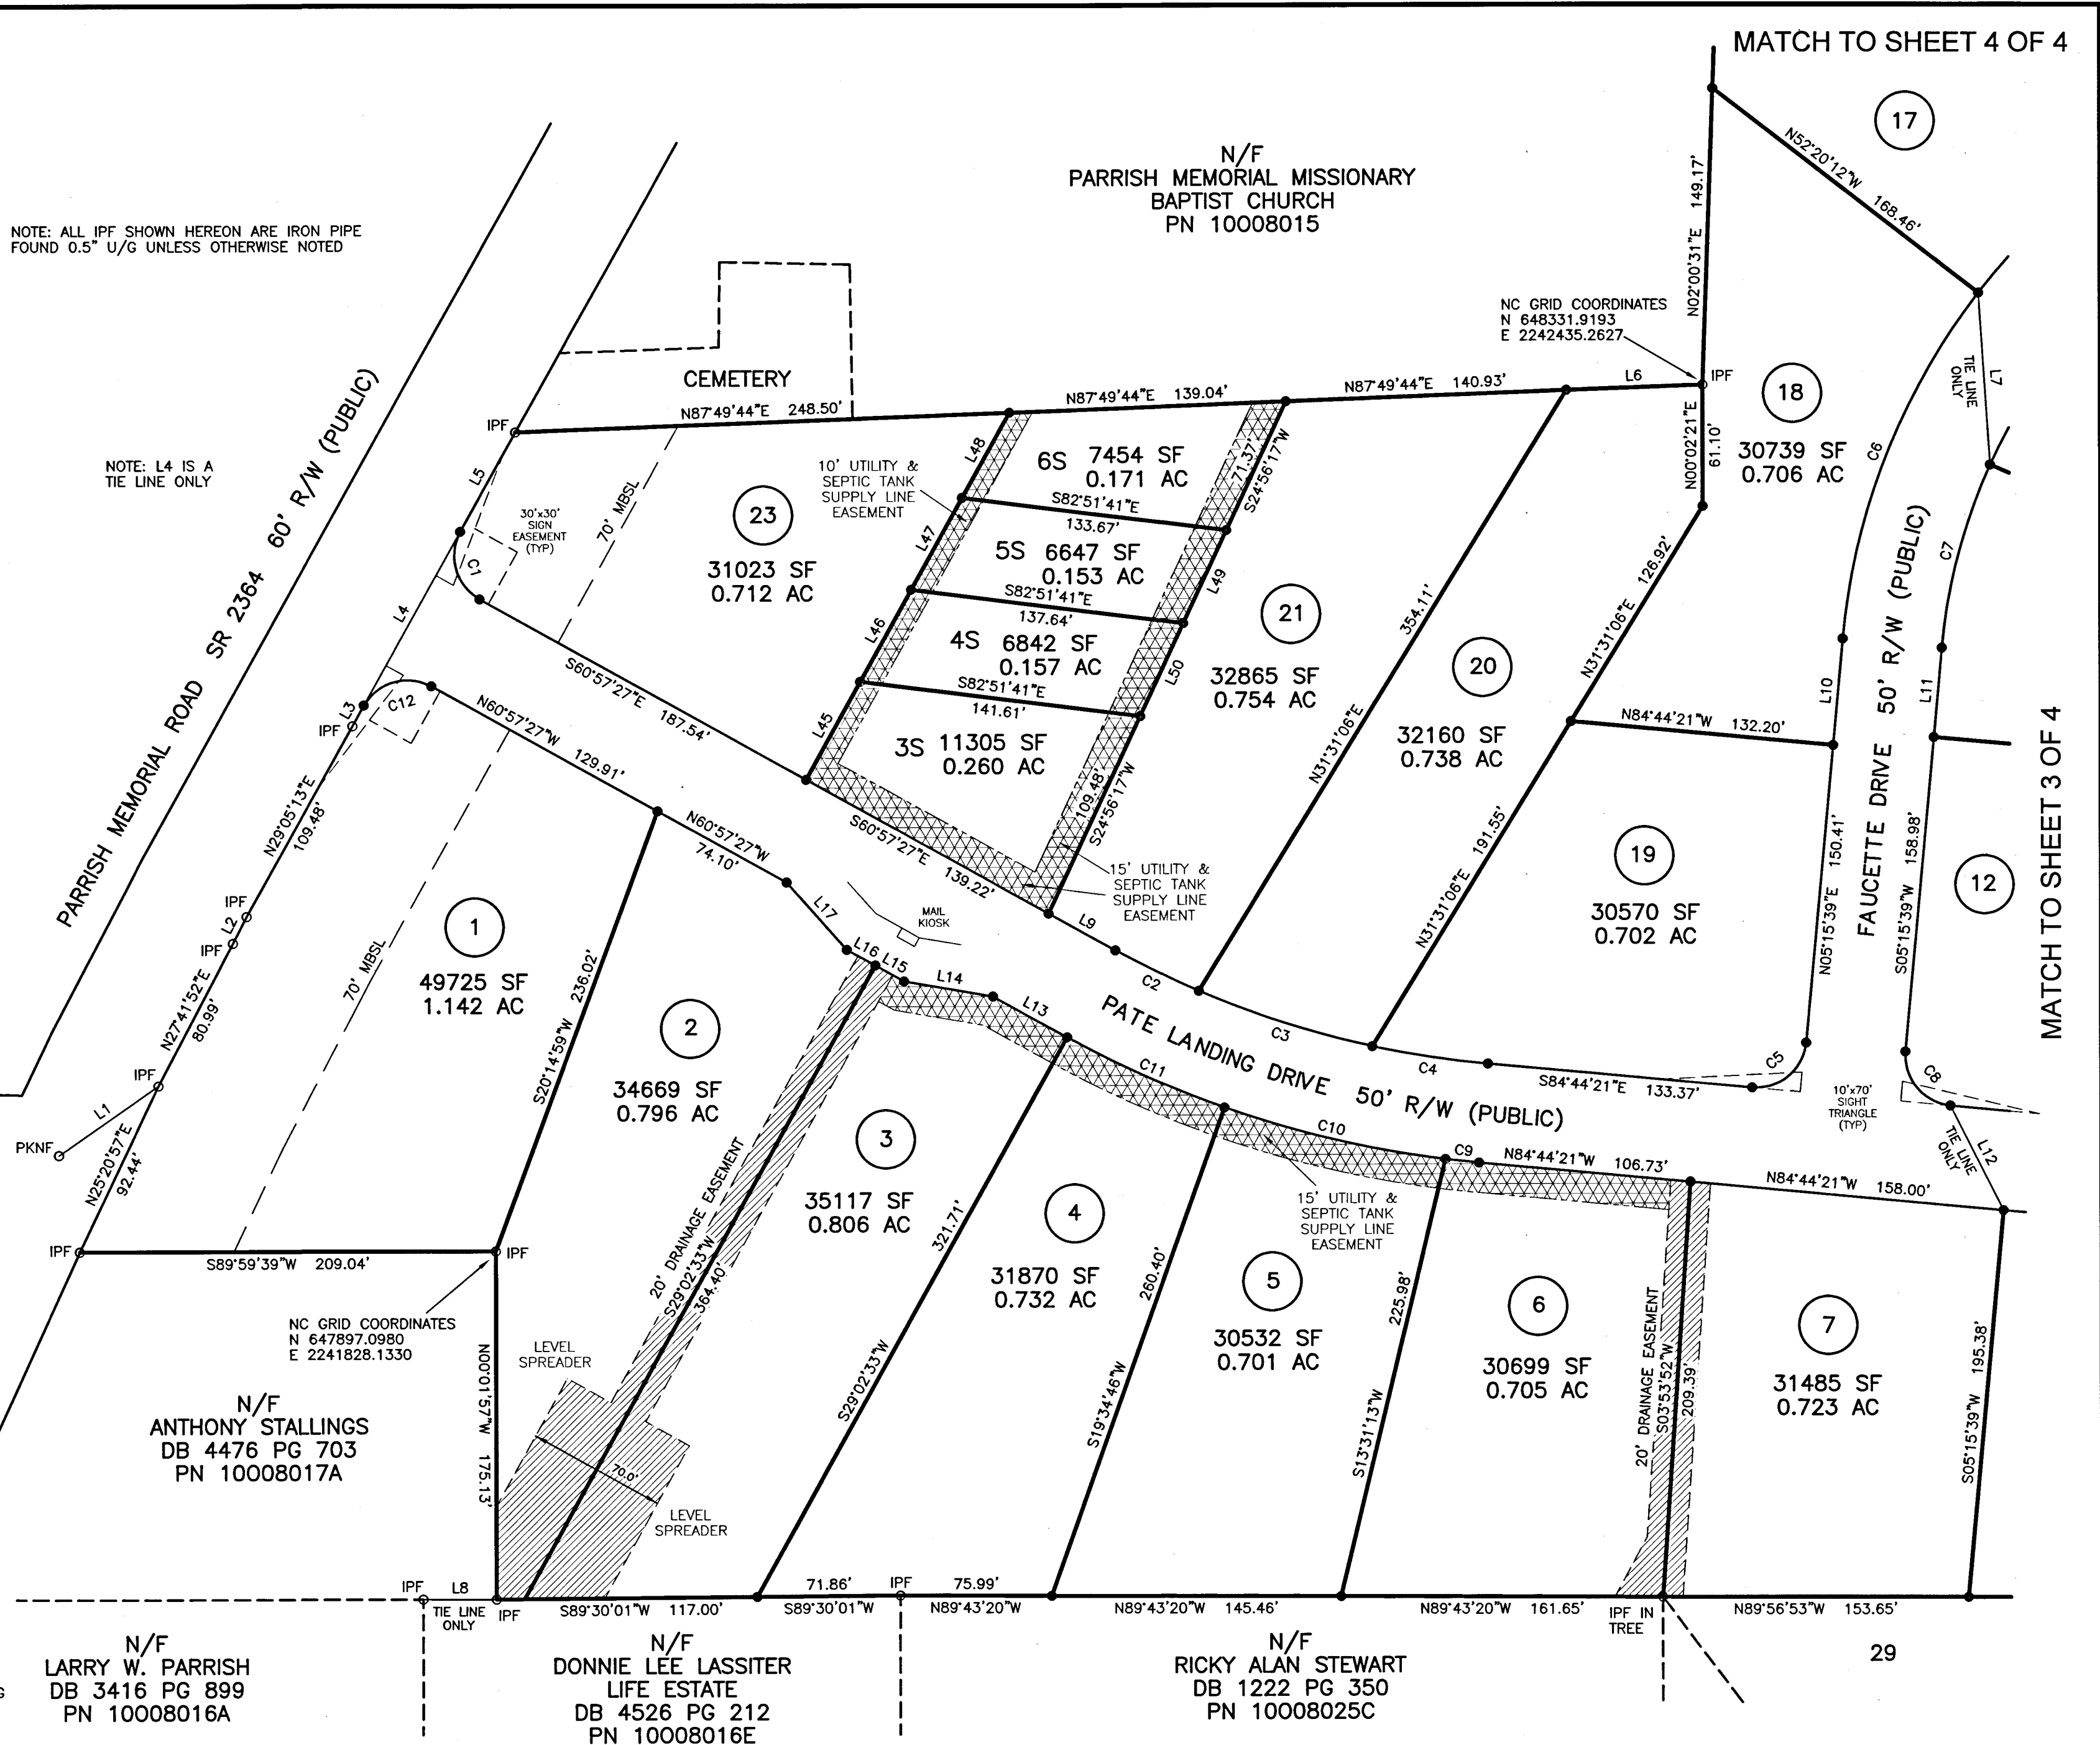 MATCH TO SHEET 4 OF 4
17
N52°20'12"W
168.46'
N/F
PARRISH MEMORIAL MISSIONARY
BAPTIST CHURCH
PN 10008015
N02°00'31"E 149.17'
NOTE: ALL IPF SHOWN HEREON ARE IRON PIPE
FOUND 0.5" U/G UNLESS OTHERWISE NOTED
NC GRID COORDINATES
N 648331.9193
E 2242435.2627
IPF
L7
TIE LINE
ONLY
CEMETERY
N87°49'44"E 248.50'
N87°49'44"E 139.04'
N87°49'44"E 140.93'
L6
IPF
18
30739 SF
0.706 AC
N00°02'21"E
61.10'
C6
NOTE: L4 IS A
TIE LINE ONLY
PARRISH MEMORIAL ROAD SR 2364 60' R/W (PUBLIC)
L5
10' UTILITY &
SEPTIC TANK
SUPPLY LINE
EASEMENT
L48
6S 7454 SF
0.171 AC
71.37'
S24°56'17"W
23
31023 SF
0.712 AC
30'x30'
SIGN
EASEMENT
(TYP)
70' MBSL
S82°51'41"E
133.67'
L47
5S 6647 SF
0.153 AC
L49
C1
L4
S82°51'41"E
137.64'
L46
4S 6842 SF
0.157 AC
L50
S82°51'41"E
141.61'
L45
3S 11305 SF
0.260 AC
109.48'
S24°56'17"W
21
32865 SF
0.754 AC
354.11'
N31°31'06"E
20
32160 SF
0.738 AC
126.92'
N31°31'06"E
C7
L10
L11
N84°44'21"W 132.20'
FAUCETTE DRIVE 50' R/W (PUBLIC)
MATCH TO SHEET 3 OF 4
S60°57'27"E 187.54'
L3
C12
IPF
N60°57'27"W
129.91'
N60°57'27"W
74.10'
S60°57'27"E
139.22'
N29°05'13"E
109.48'
191.55'
N31°31'06"E
19
30570 SF
0.702 AC
N05°15'39"E 150.41'
S05°15'39"W 158.98'
12
15' UTILITY &
SEPTIC TANK
SUPPLY LINE
EASEMENT
MAIL
KIOSK
IPF
L2
IPF
1
49725 SF
1.142 AC
70' MBSL
L17
L16
L15
L14
L13
L9
C2
C3
C4
S84°44'21"E 133.37'
C5
C8
10'x70'
SIGHT
TRIANGLE
(TYP)
L12
TIE LINE
ONLY
N27°41'52"E
80.99'
S20°14'59"W 236.02'
2
34669 SF
0.796 AC
PATE LANDING DRIVE 50' R/W (PUBLIC)
C11
C10
C9
N84°44'21"W 106.73'
N84°44'21"W 158.00'
IPF
L1
PKNF
N25°20'57"E
92.44'
20' DRAINAGE EASEMENT
S29°02'33"W
364.40'
3
35117 SF
0.806 AC
321.71'
S29°02'33"W
4
31870 SF
0.732 AC
260.40'
S19°34'46"W
15' UTILITY &
SEPTIC TANK
SUPPLY LINE
EASEMENT
5
30532 SF
0.701 AC
225.98'
S13°31'13"W
6
30699 SF
0.705 AC
20' DRAINAGE EASEMENT
S03°53'52"W
209.39'
7
31485 SF
0.723 AC
S05°15'39"W 195.38'
IPF
S89°59'39"W 209.04'
IPF
NC GRID COORDINATES
N 647897.0980
E 2241828.1330
N00°01'57"W 175.13'
LEVEL
SPREADER
70.0'
LEVEL
SPREADER
N/F
ANTHONY STALLINGS
DB 4476 PG 703
PN 10008017A
IPF
L8
TIE LINE
ONLY
IPF
S89°30'01"W 117.00'
71.86'
S89°30'01"W
IPF
75.99'
N89°43'20"W
N89°43'20"W 145.46'
N89°43'20"W 161.65'
IPF IN
TREE
N89°56'53"W 153.65'
29
N/F
LARRY W. PARRISH
DB 3416 PG 899
PN 10008016A
N/F
DONNIE LEE LASSITER
LIFE ESTATE
DB 4526 PG 212
PN 10008016E
N/F
RICKY ALAN STEWART
DB 1222 PG 350
PN 10008025C
G